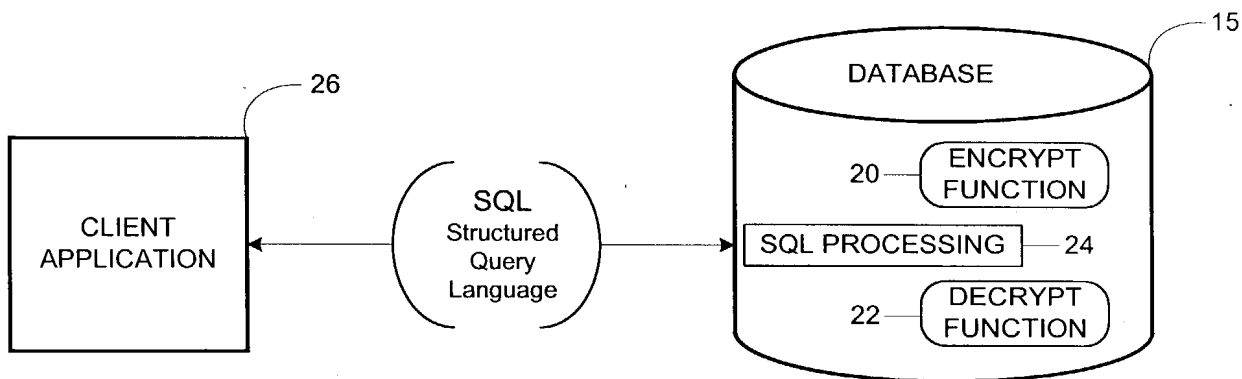 15
DATABASE
26
ENCRYPT
FUNCTION
20
CLIENT
APPLICATION
SQL
Structured
Query
Language
SQL PROCESSING
24
DECRYPT
FUNCTION
22